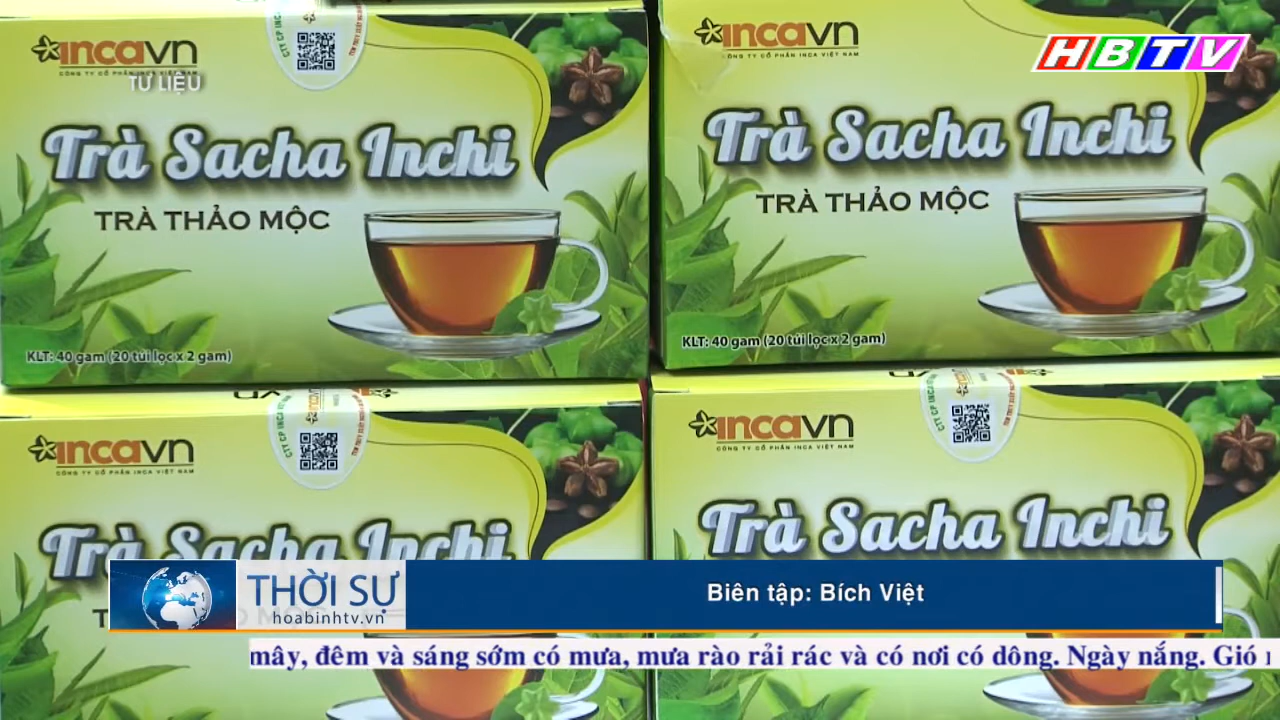 incavn
CÔNG TY CỔ PHẦN INCA VIỆT NAM
TƯ LIỆU
Trà Sacha Inchi
TRÀ THẢO MỘC
KLT: 40 gam (20 túi lọc x 2 gam)
incavn
CÔNG TY CỔ PHẦN INCA VIỆT NAM
HBTV
Trà Sacha Inchi
TRÀ THẢO MỘC
KLT: 40 gam (20 túi lọc x 2 gam)
incavn
CÔNG TY CỔ PHẦN INCA VIỆT NAM
Trà Sacha Inchi
incavn
CÔNG TY CỔ PHẦN INCA VIỆT NAM
Trà Sacha Inchi
THỜI SỰ
hoabinhtv.vn
Biên tập: Bích Việt
mây, đêm và sáng sớm có mưa, mưa rào rải rác và có nơi có dông. Ngày nắng. Gió